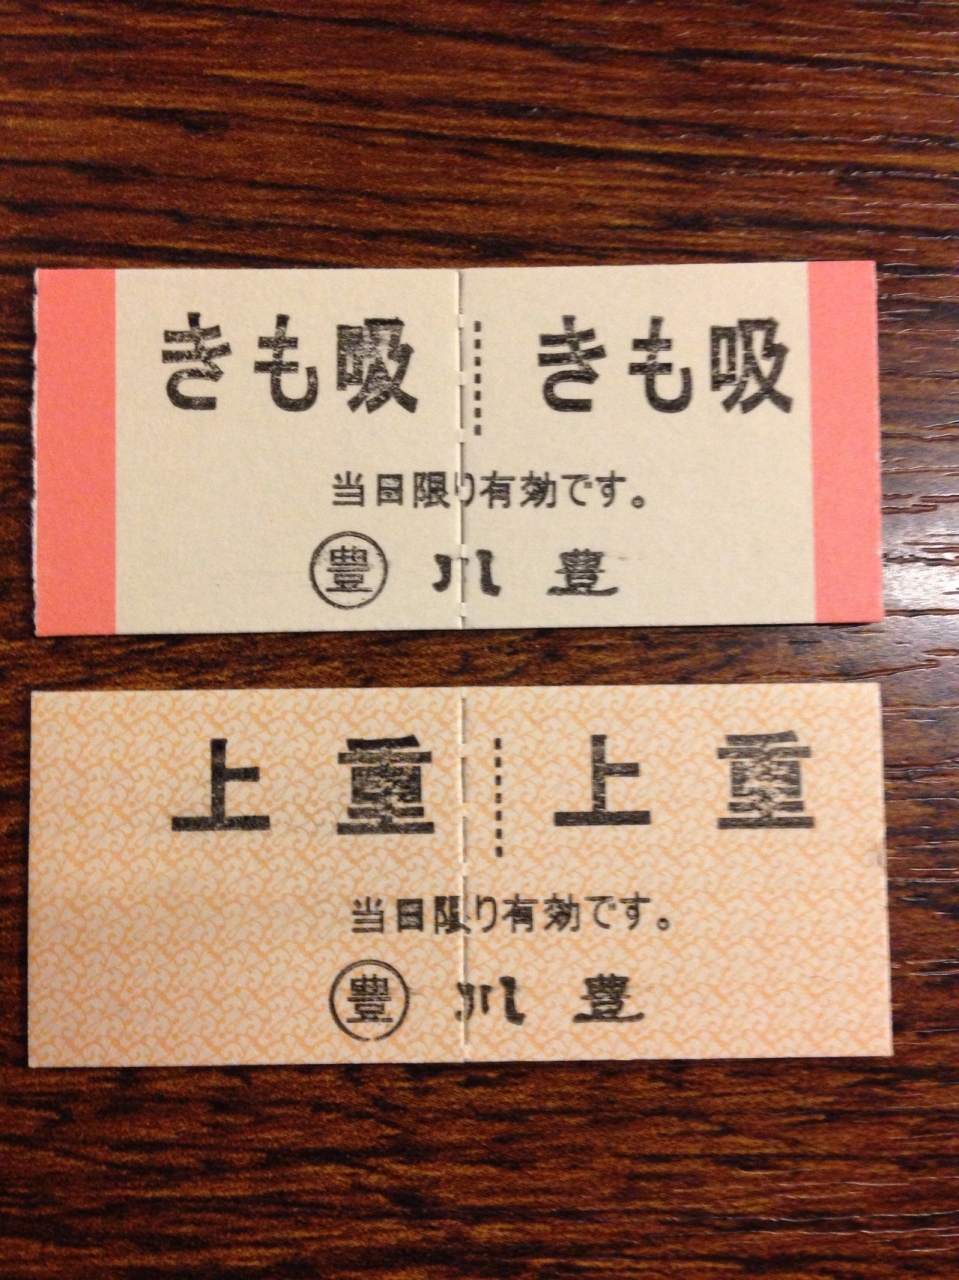 きも吸 きも吸
当日限り有効です。
豊 川豊
上重 上重
当日限り有効です。
豊 川豊